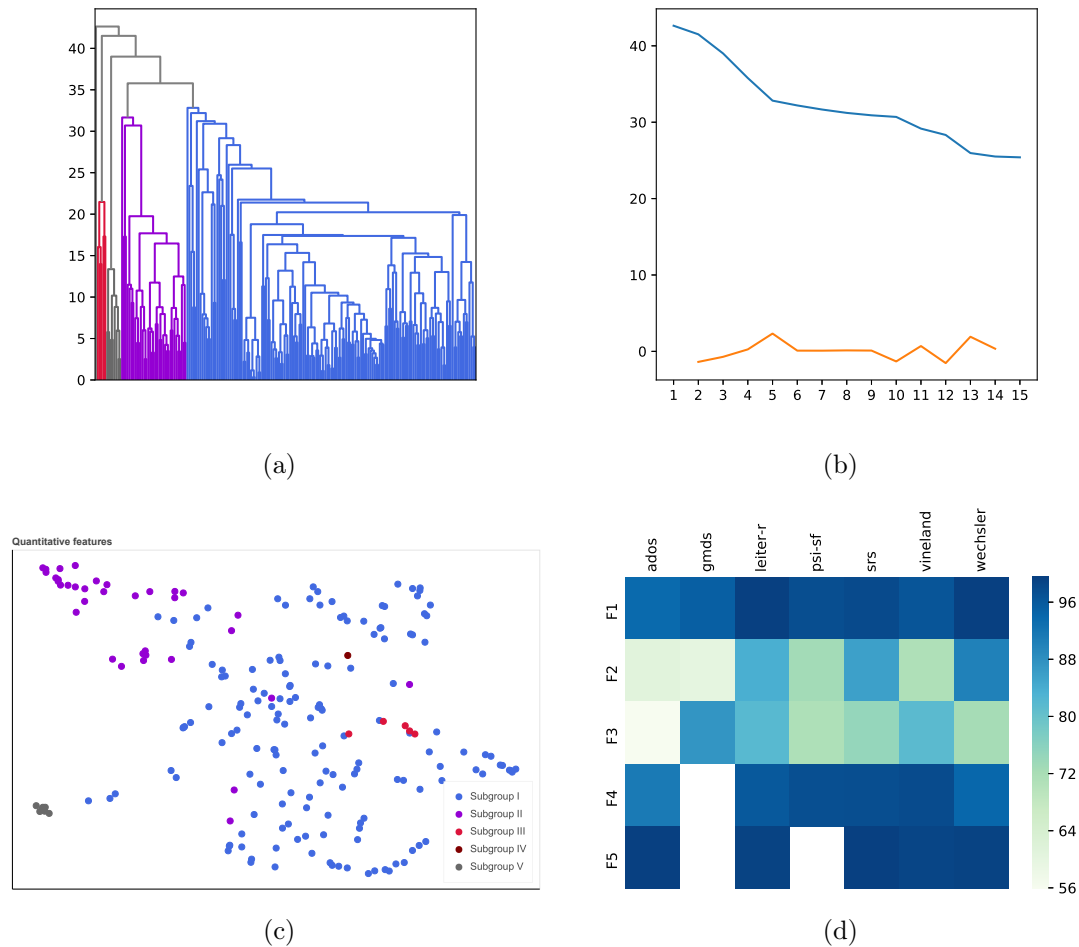 40
35
30
25
20
15
10
5
0
(a)
40
30
20
10
0
1 2 3 4 5 6 7 8 9 10 11 12 13 14 15
(b)
Quantitative features
Subgroup I
Subgroup II
Subgroup III
Subgroup IV
Subgroup V
(c)
ados gmds leiter-r psi-sf srs vineland wechsler
F1
F2
F3
F4
F5
96
88
80
72
64
56
(d)